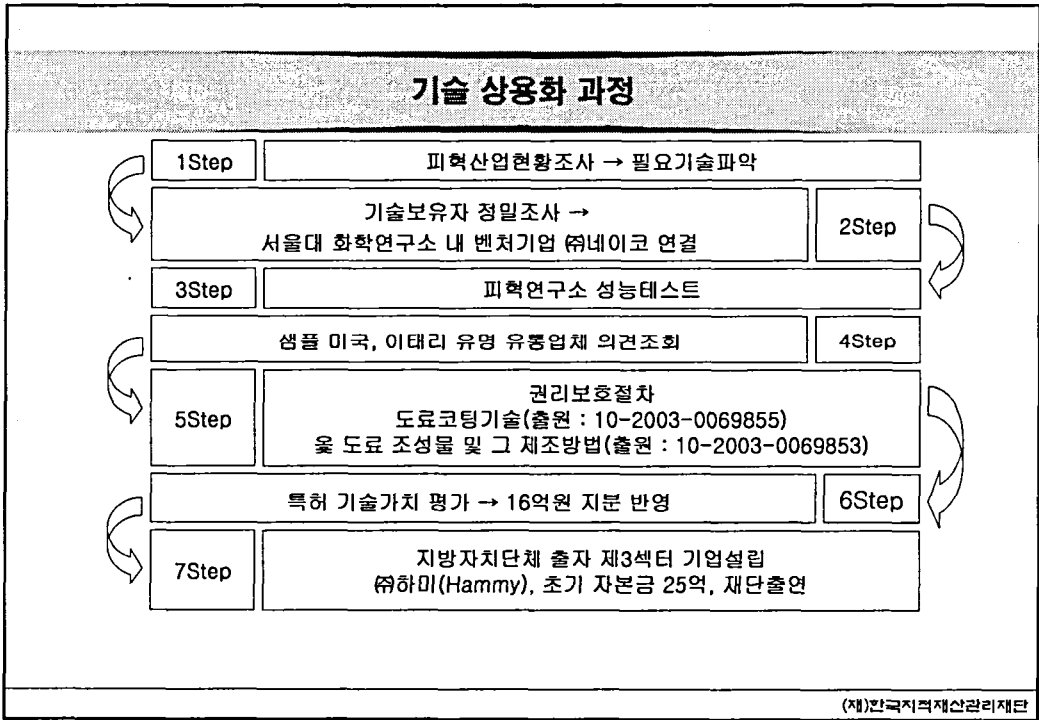 기술 상용화 과정
1Step
피혁산업현황조사 → 필요기술파악
기술보유자 정밀조사 →
서울대 화학연구소 내 벤처기업 ㈜네이코 연결
2Step
3Step
피혁연구소 성능테스트
샘플 미국, 이태리 유명 유통업체 의견조회
4Step
5Step
권리보호절차
도료코팅기술(출원 : 10-2003-0069855)
옻 도료 조성물 및 그 제조방법(출원 : 10-2003-0069853)
특허 기술가치 평가 → 16억원 지분 반영
6Step
7Step
지방자치단체 출자 제3섹터 기업설립
㈜하미(Hammy), 초기 자본금 25억, 재단출연
(재)한국지적재산관리재단